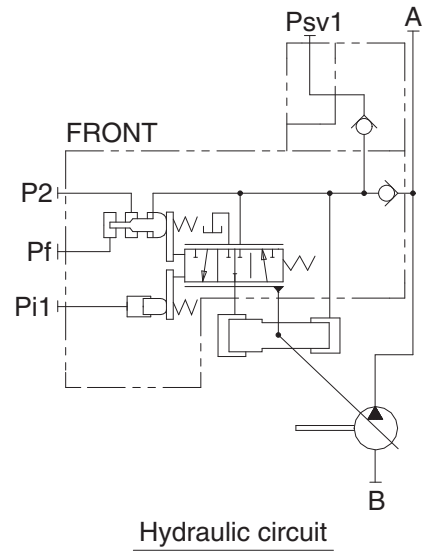 Psv1
A
FRONT
P2
Pf
Pi1
B
Hydraulic circuit